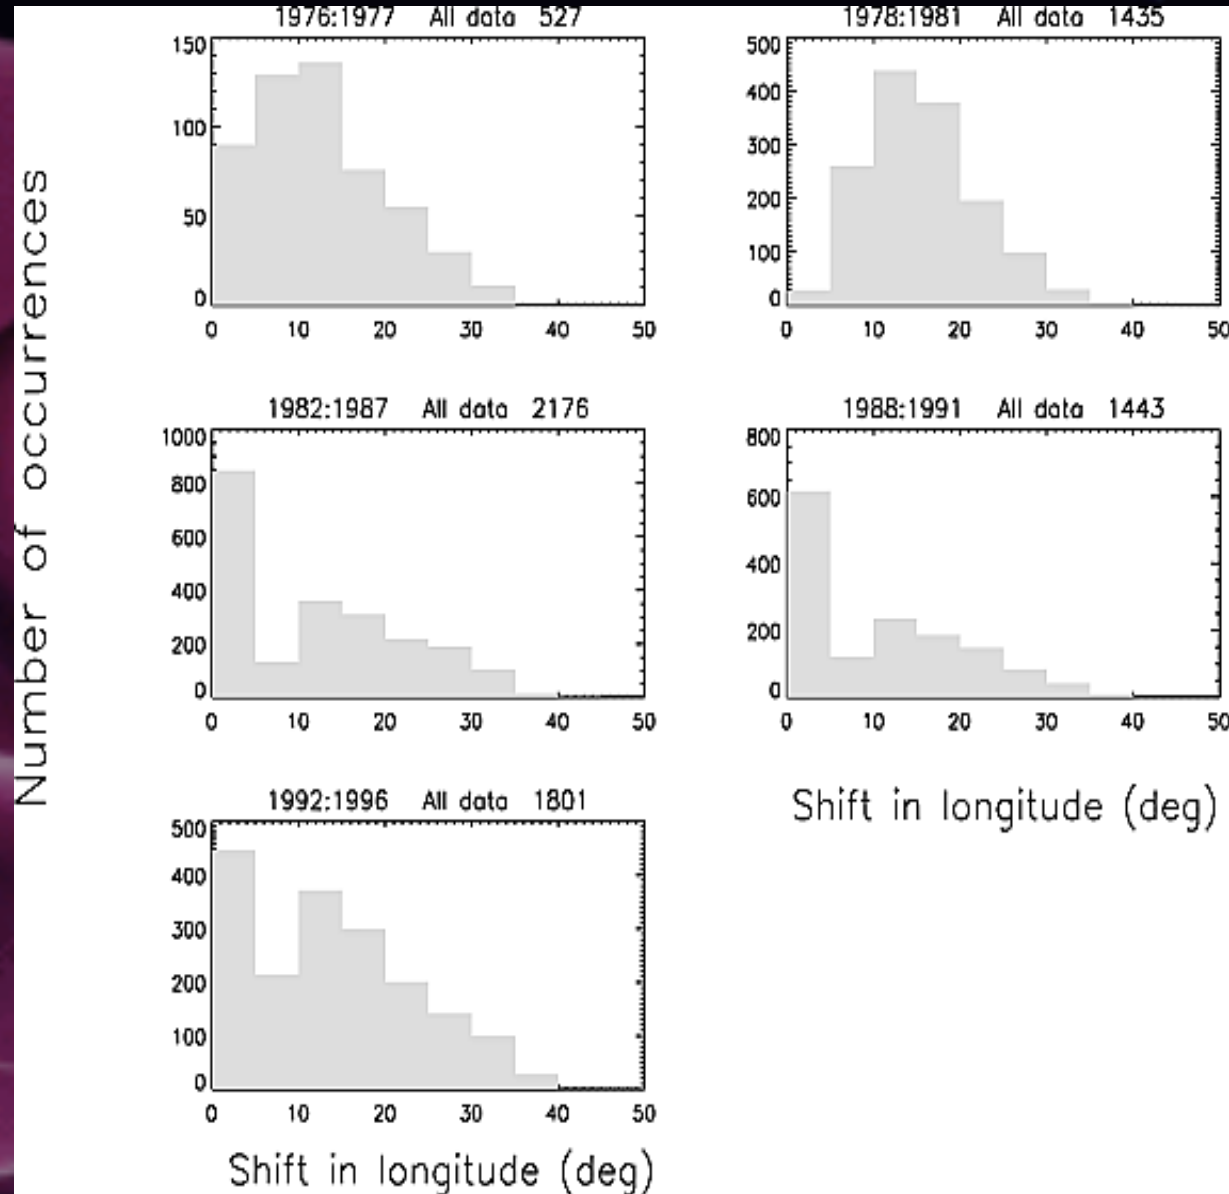 1976:1977 All data 527
150
100
50
0
0 10 20 30 40 50
1978:1981 All data 1435
500
400
300
200
100
0
0 10 20 30 40 50
Number of occurrences
1982:1987 All data 2176
1000
800
600
400
200
0
0 10 20 30 40 50
1988:1991 All data 1443
800
600
400
200
0
0 10 20 30 40 50
Shift in longitude (deg)
1992:1996 All data 1801
500
400
300
200
100
0
0 10 20 30 40 50
Shift in longitude (deg)